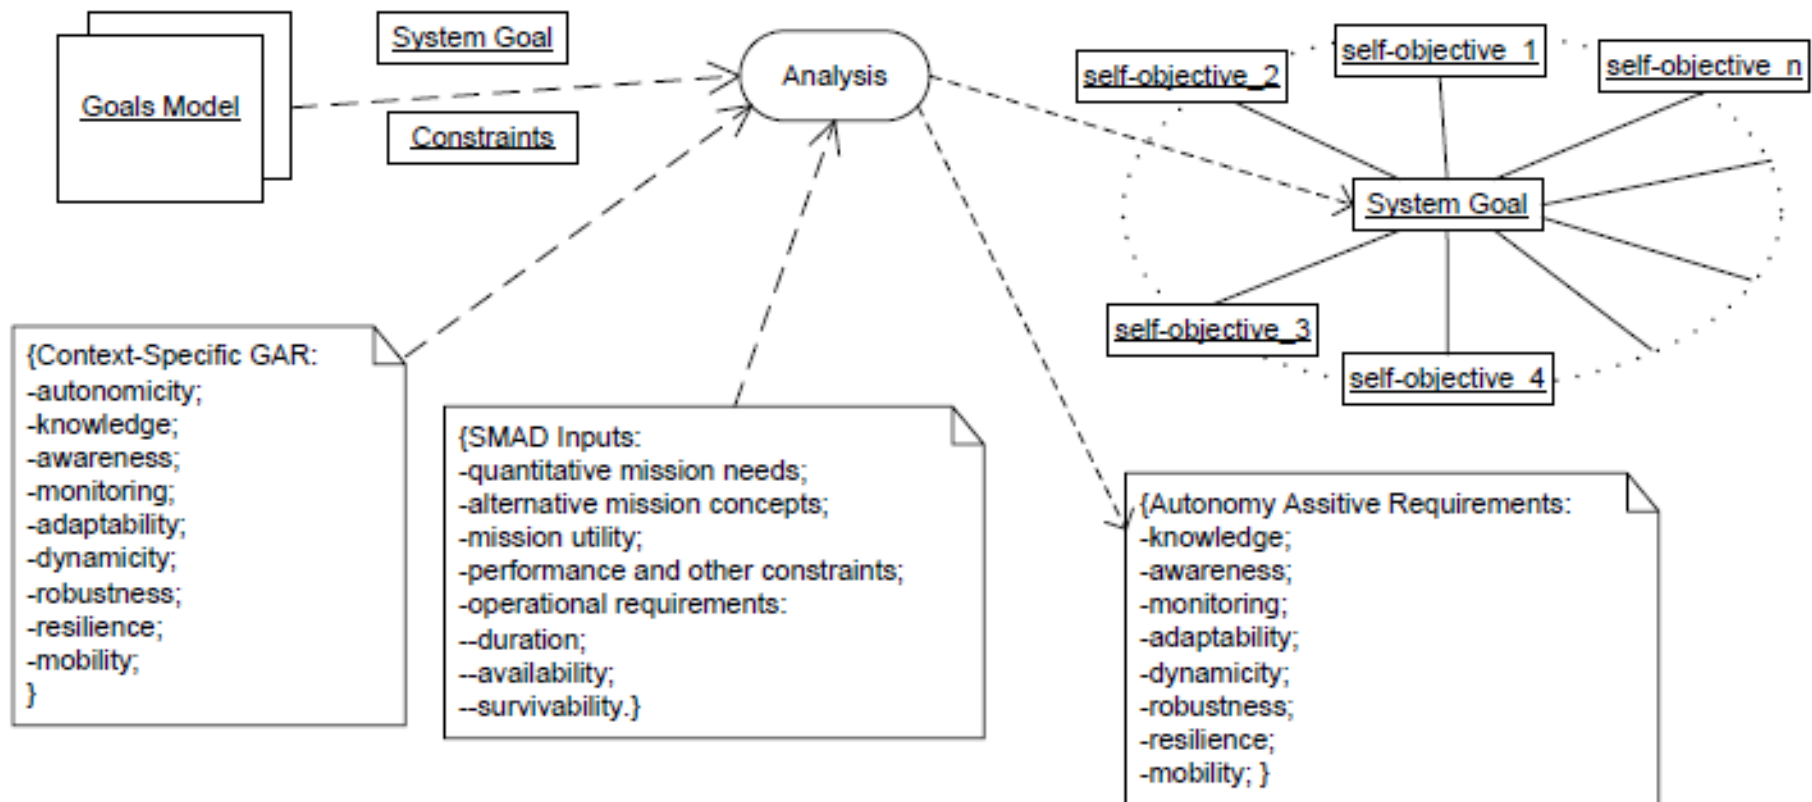 System Goal
Goals Model
Constraints
Analysis
self-objective_1
self-objective_2
self-objective_n
System Goal
self-objective_3
self-objective_4
{Context-Specific GAR:
-autonomicity;
-knowledge;
-awareness;
-monitoring;
-adaptability;
-dynamicity;
-robustness;
-resilience;
-mobility;
}
{SMAD Inputs:
-quantitative mission needs;
-alternative mission concepts;
-mission utility;
-performance and other constraints;
-operational requirements:
--duration;
--availability;
--survivability.}
{Autonomy Assitive Requirements:
-knowledge;
-awareness;
-monitoring;
-adaptability;
-dynamicity;
-robustness;
-resilience;
-mobility; }